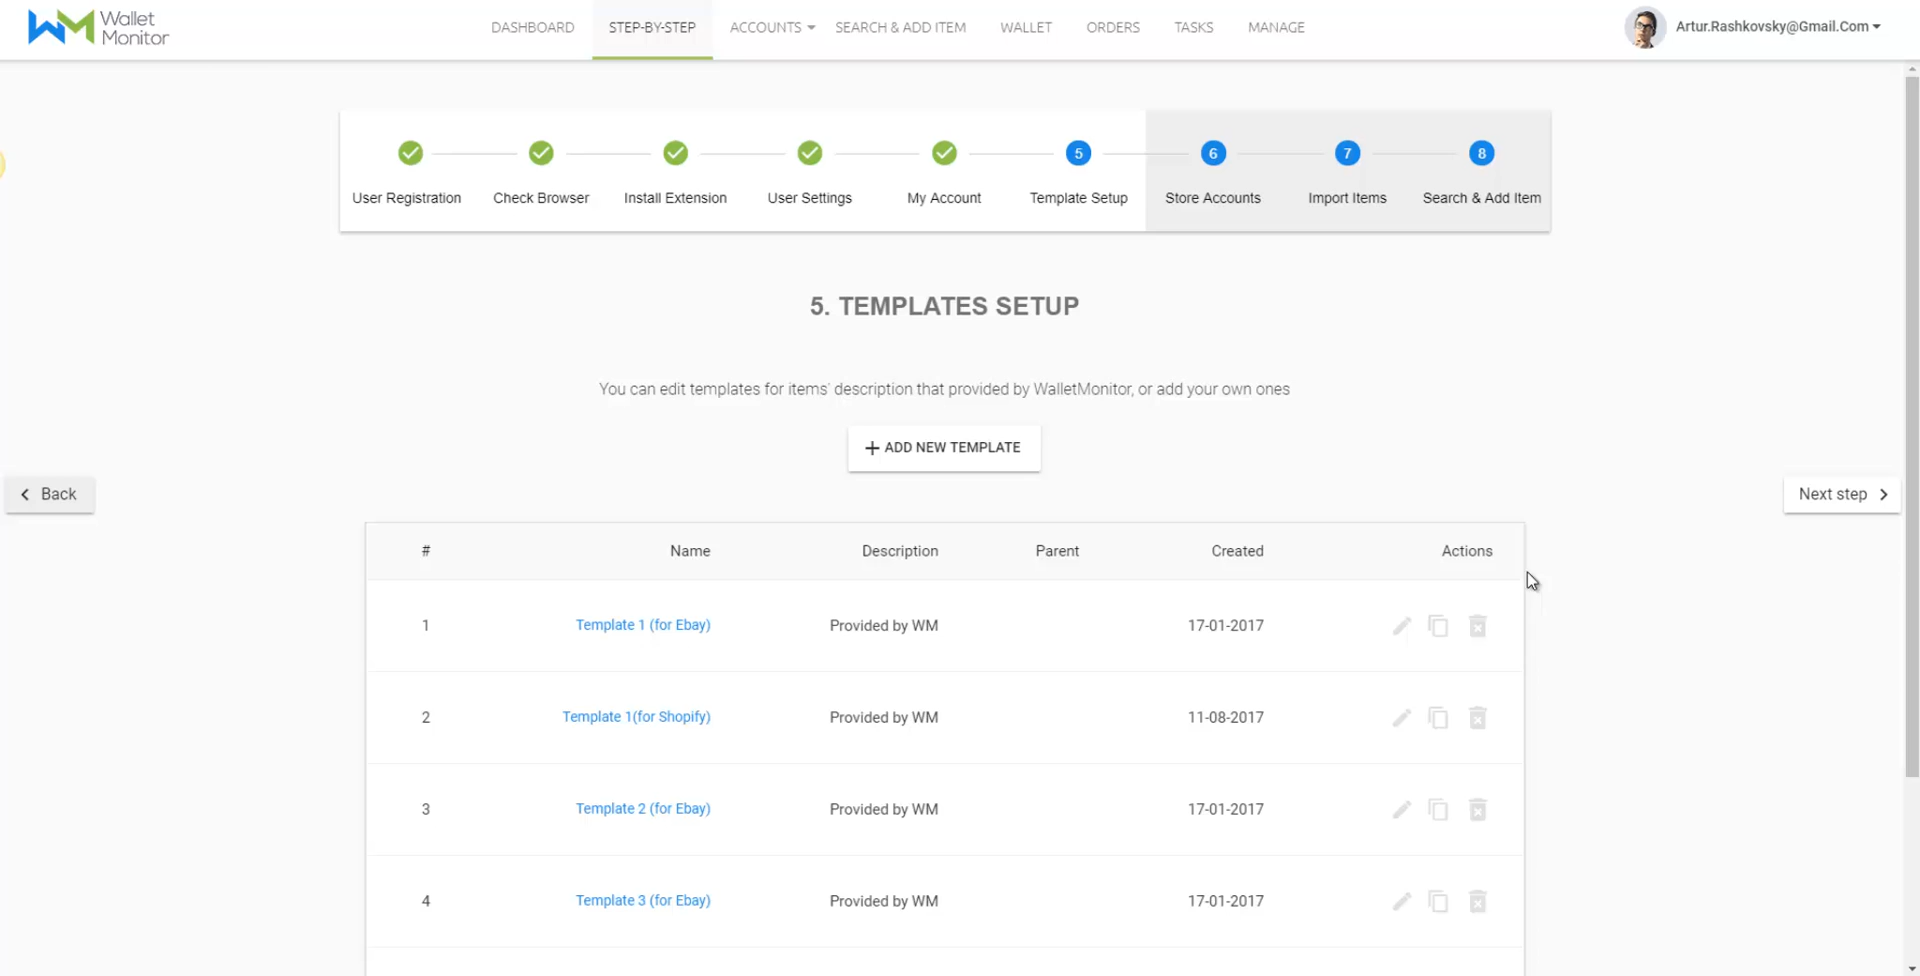 Wallet
Monitor
DASHBOARD STEP-BY-STEP ACCOUNTS SEARCH & ADD ITEM WALLET ORDERS TASKS MANAGE
Artur.Rashkovsky@Gmail.Com
5 6 7 8
User Registration Check Browser Install Extension User Settings My Account Template Setup Store Accounts Import Items Search & Add Item
5. TEMPLATES SETUP
You can edit templates for items' description that provided by WalletMonitor, or add your own ones
+ ADD NEW TEMPLATE
Back
Next step
# Name Description Parent Created Actions
1 Template 1 (for Ebay) Provided by WM 17-01-2017
2 Template 1(for Shopify) Provided by WM 11-08-2017
3 Template 2 (for Ebay) Provided by WM 17-01-2017
4 Template 3 (for Ebay) Provided by WM 17-01-2017